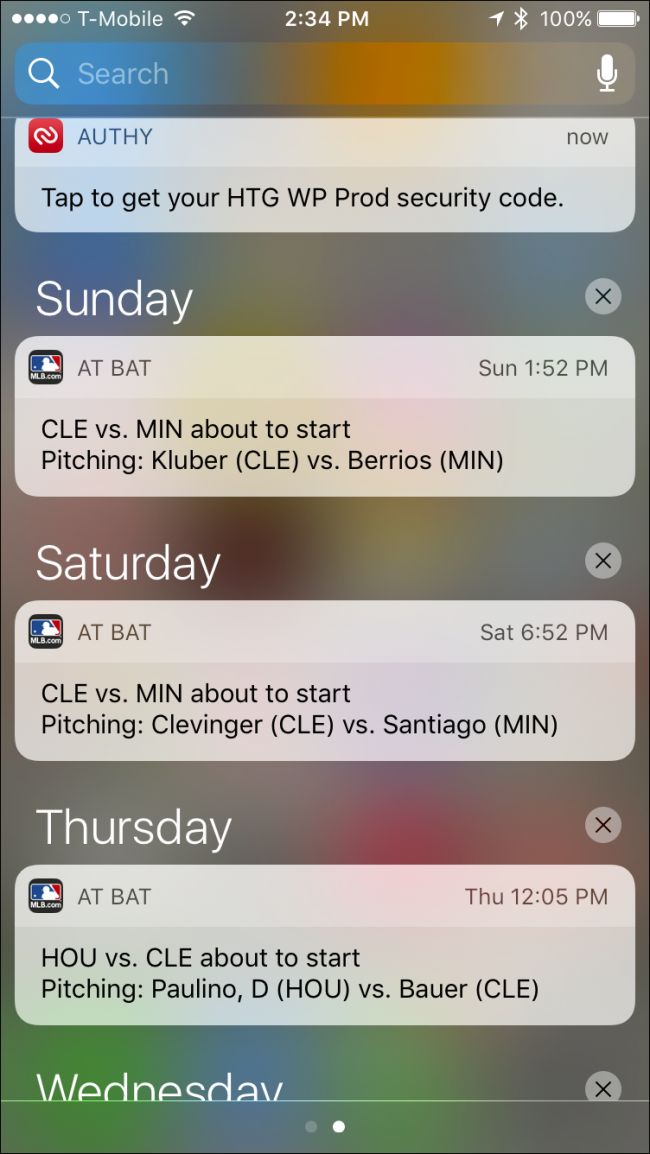 T-Mobile
2:34 PM
100%
Search
AUTHY
now
Tap to get your HTG WP Prod security code.
Sunday
MLB.com
AT BAT
Sun 1:52 PM
CLE vs. MIN about to start
Pitching: Kluber (CLE) vs. Berrios (MIN)
Saturday
MLB.com
AT BAT
Sat 6:52 PM
CLE vs. MIN about to start
Pitching: Clevinger (CLE) vs. Santiago (MIN)
Thursday
MLB.com
AT BAT
Thu 12:05 PM
HOU vs. CLE about to start
Pitching: Paulino, D (HOU) vs. Bauer (CLE)
Wednesday